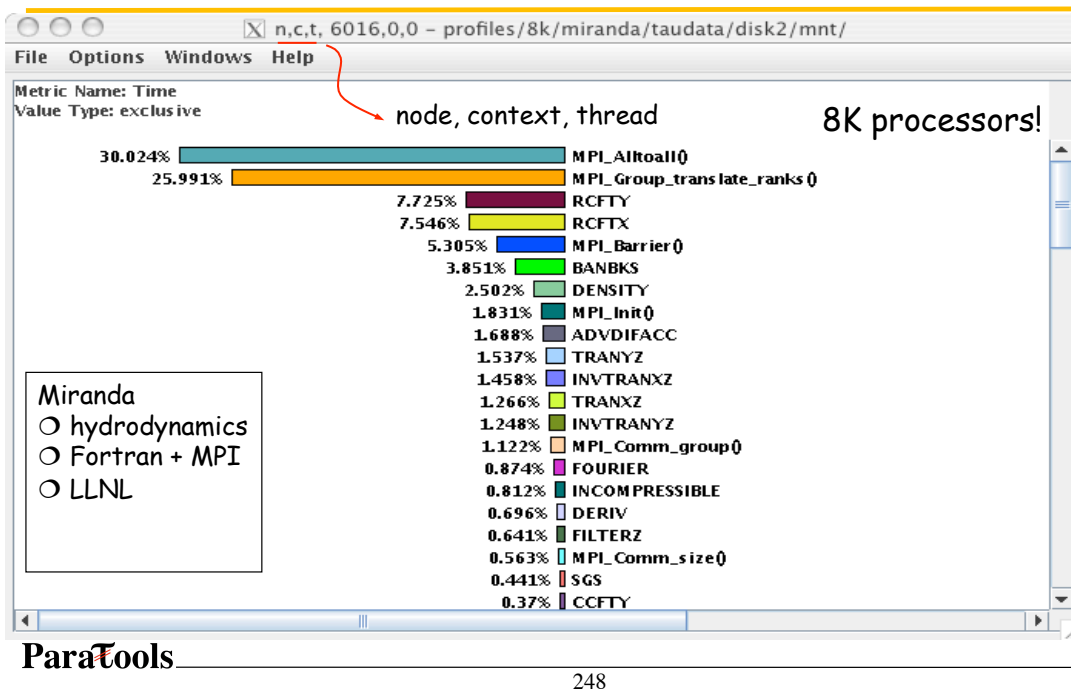 n,c,t, 6016,0,0 – profiles/8k/miranda/taudata/disk2/mnt/
File Options Windows Help
Metric Name: Time
Value Type: exclusive
node, context, thread
8K processors!
30.024% MPI_Alltoall()
25.991% MPI_Group_translate_ranks()
7.725% RCFTY
7.546% RCFTX
5.305% MPI_Barrier()
3.851% BANBKS
2.502% DENSITY
1.831% MPI_Init()
1.688% ADVDIFACC
1.537% TRANYZ
1.458% INVTRANXZ
1.266% TRANXZ
1.248% INVTRANYZ
1.122% MPI_Comm_group()
0.874% FOURIER
0.812% INCOMPRESSIBLE
0.696% DERIV
0.641% FILTERZ
0.563% MPI_Comm_size()
0.441% SGS
0.37% CCFTY
Miranda
❍ hydrodynamics
❍ Fortran + MPI
❍ LLNL
ParaTools
248